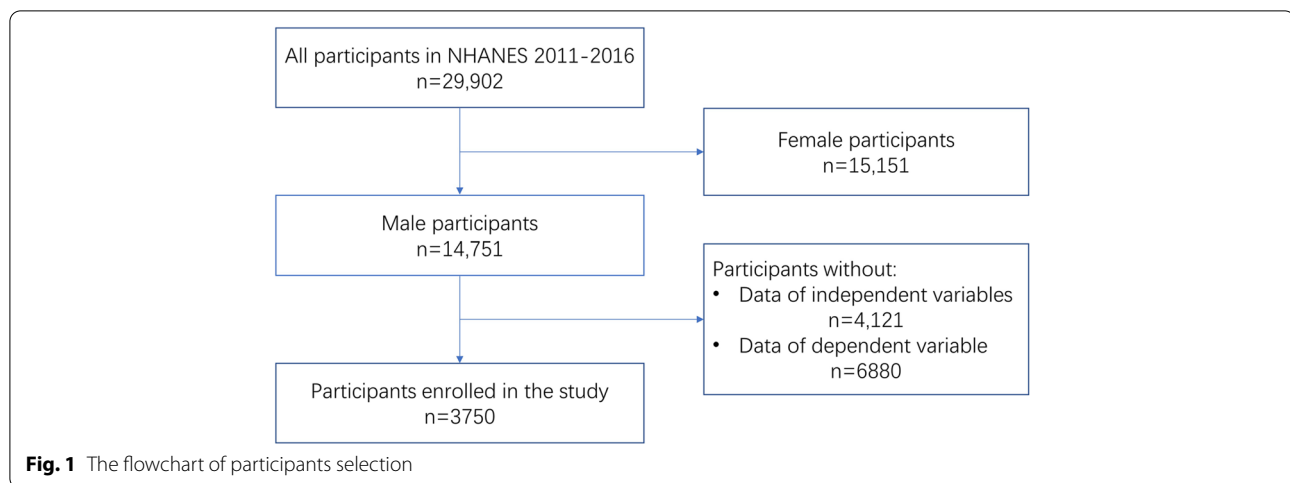 All participants in NHANES 2011-2016
n=29,902
Female participants
n=15,151
Male participants
n=14,751
Participants without:
• Data of independent variables
n=4,121
• Data of dependent variable
n=6880
Participants enrolled in the study
n=3750
Fig. 1 The flowchart of participants selection